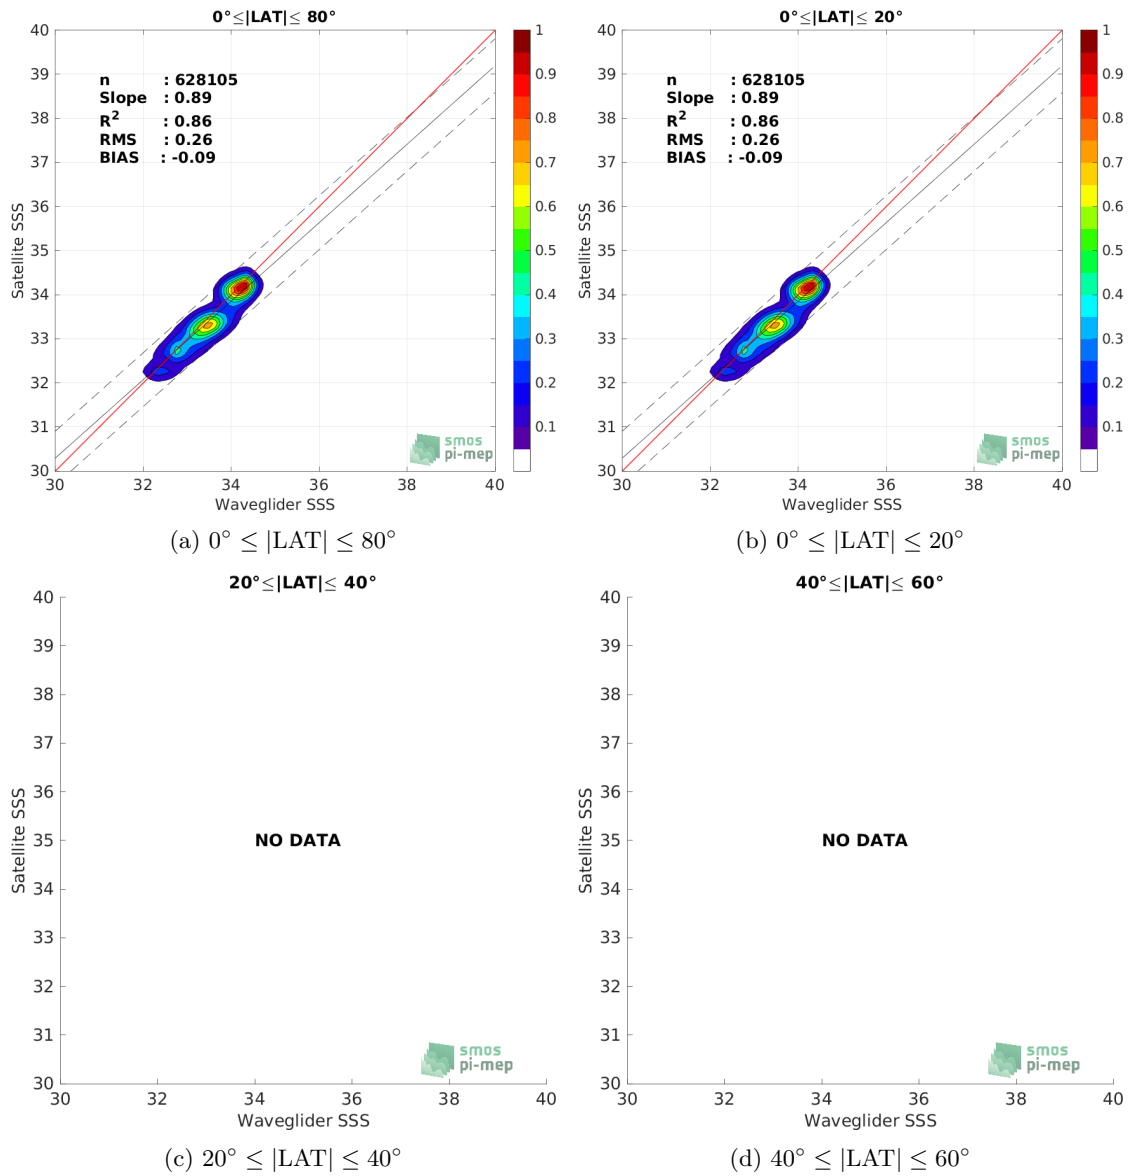 0°≤|LAT|≤ 80°
40
39
38
37
36
35
34
33
32
31
30
Satellite SSS
n : 628105
Slope : 0.89
R² : 0.86
RMS : 0.26
BIAS : -0.09
smos
pi-mep
30 32 34 36 38 40
Waveglider SSS
1
0.9
0.8
0.7
0.6
0.5
0.4
0.3
0.2
0.1
(a) 0° ≤ |LAT| ≤ 80°
0°≤|LAT|≤ 20°
40
39
38
37
36
35
34
33
32
31
30
Satellite SSS
n : 628105
Slope : 0.89
R² : 0.86
RMS : 0.26
BIAS : -0.09
smos
pi-mep
30 32 34 36 38 40
Waveglider SSS
1
0.9
0.8
0.7
0.6
0.5
0.4
0.3
0.2
0.1
(b) 0° ≤ |LAT| ≤ 20°
20°≤|LAT|≤ 40°
40
39
38
37
36
35
34
33
32
31
30
Satellite SSS
NO DATA
smos
pi-mep
30 32 34 36 38 40
Waveglider SSS
(c) 20° ≤ |LAT| ≤ 40°
40°≤|LAT|≤ 60°
40
39
38
37
36
35
34
33
32
31
30
Satellite SSS
NO DATA
smos
pi-mep
30 32 34 36 38 40
Waveglider SSS
(d) 40° ≤ |LAT| ≤ 60°